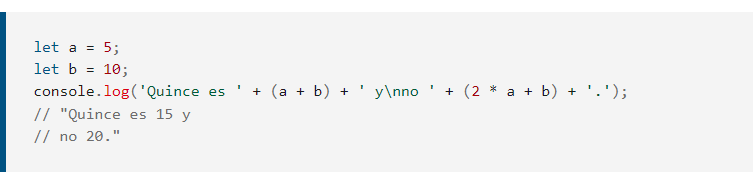 let a = 5;
let b = 10;
console.log('Quince es ' + (a + b) + ' y\nno ' + (2 * a + b) + '.');
// "Quince es 15 y
// no 20."